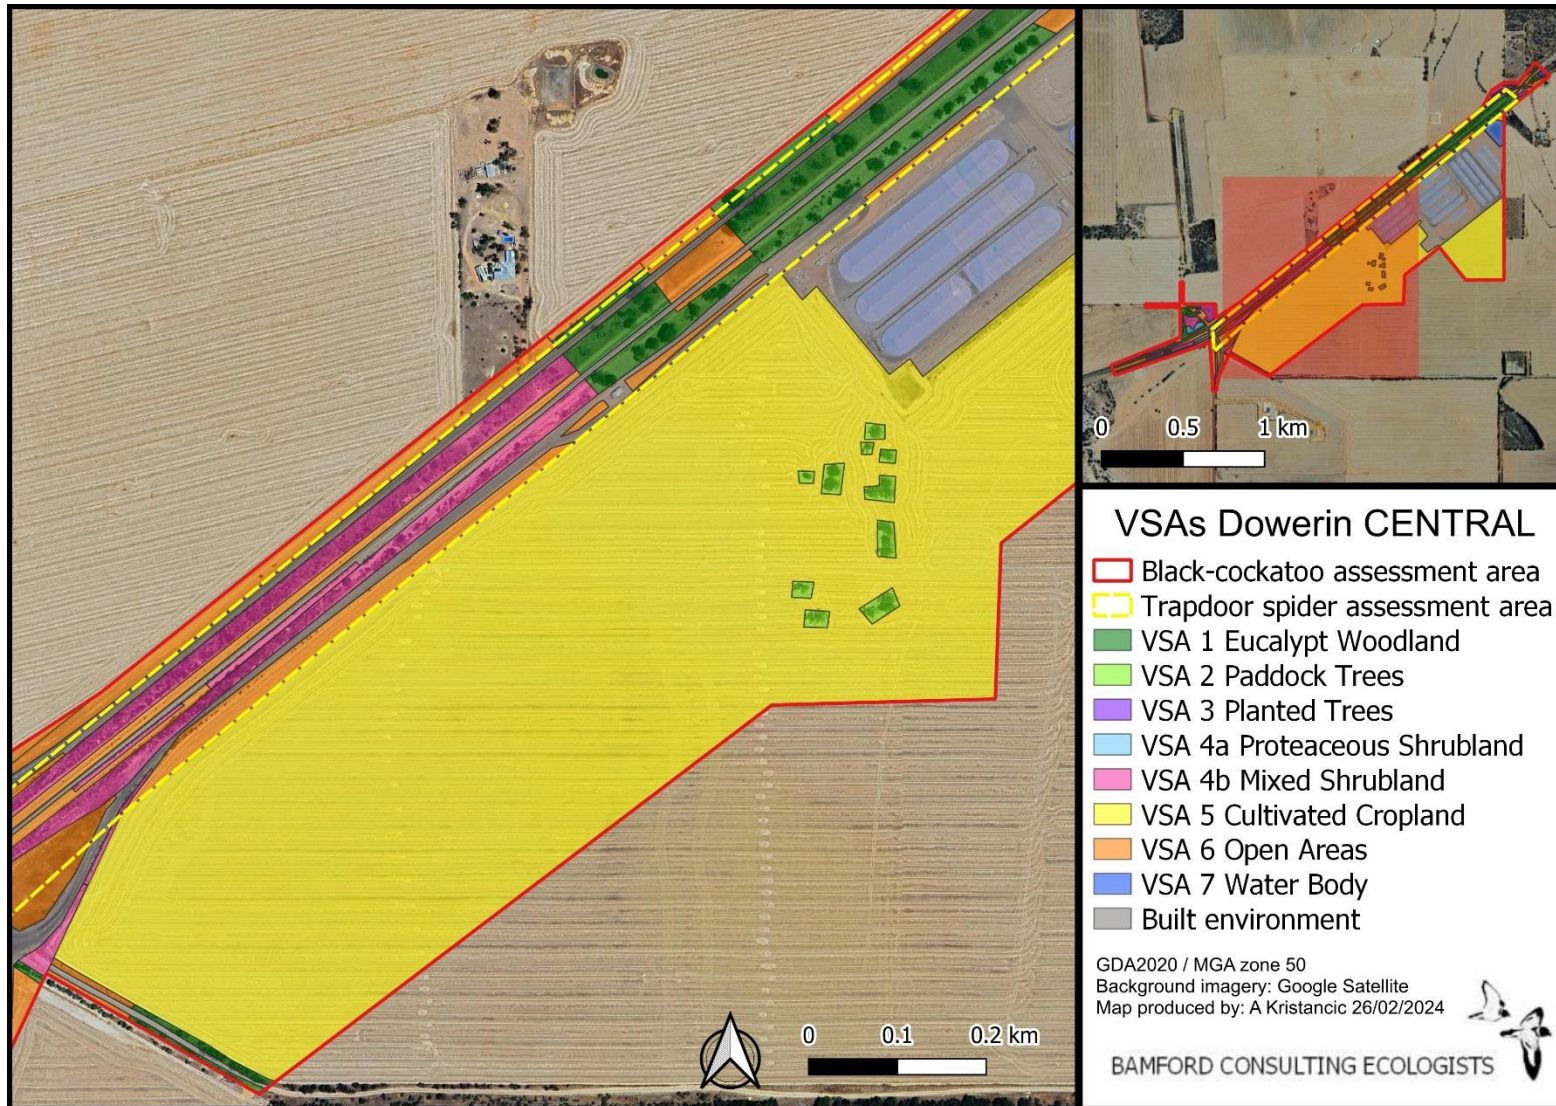 0 0.5 1 km
VSAs Dowerin CENTRAL
Black-cockatoo assessment area
Trapdoor spider assessment area
VSA 1 Eucalypt Woodland
VSA 2 Paddock Trees
VSA 3 Planted Trees
VSA 4a Proteaceous Shrubland
VSA 4b Mixed Shrubland
VSA 5 Cultivated Cropland
VSA 6 Open Areas
VSA 7 Water Body
Built environment
GDA2020 / MGA zone 50
Background imagery: Google Satellite
Map produced by: A Kristancic 26/02/2024
BAMFORD CONSULTING ECOLOGISTS
0 0.1 0.2 km